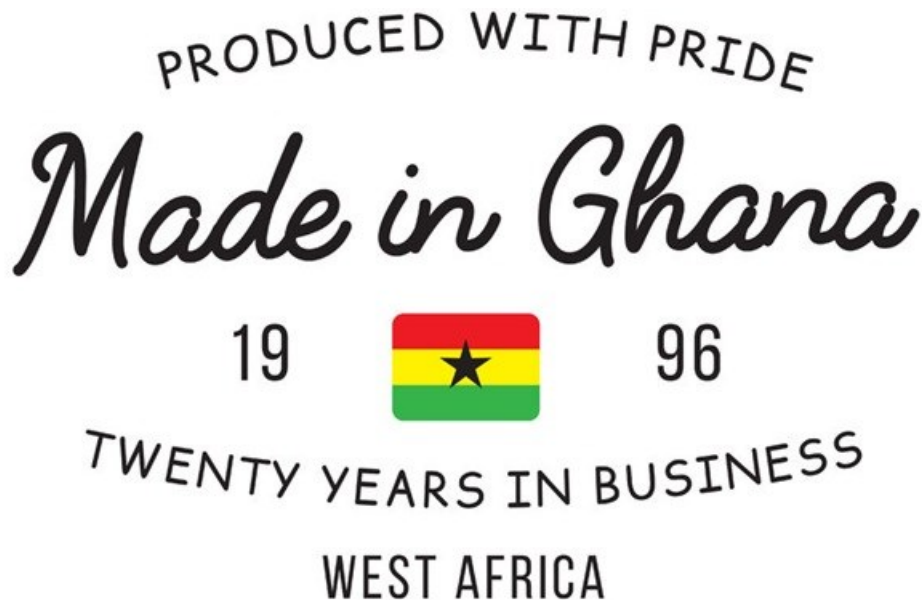 PRODUCED WITH PRIDE
Made in Ghana
19 96
TWENTY YEARS IN BUSINESS
WEST AFRICA